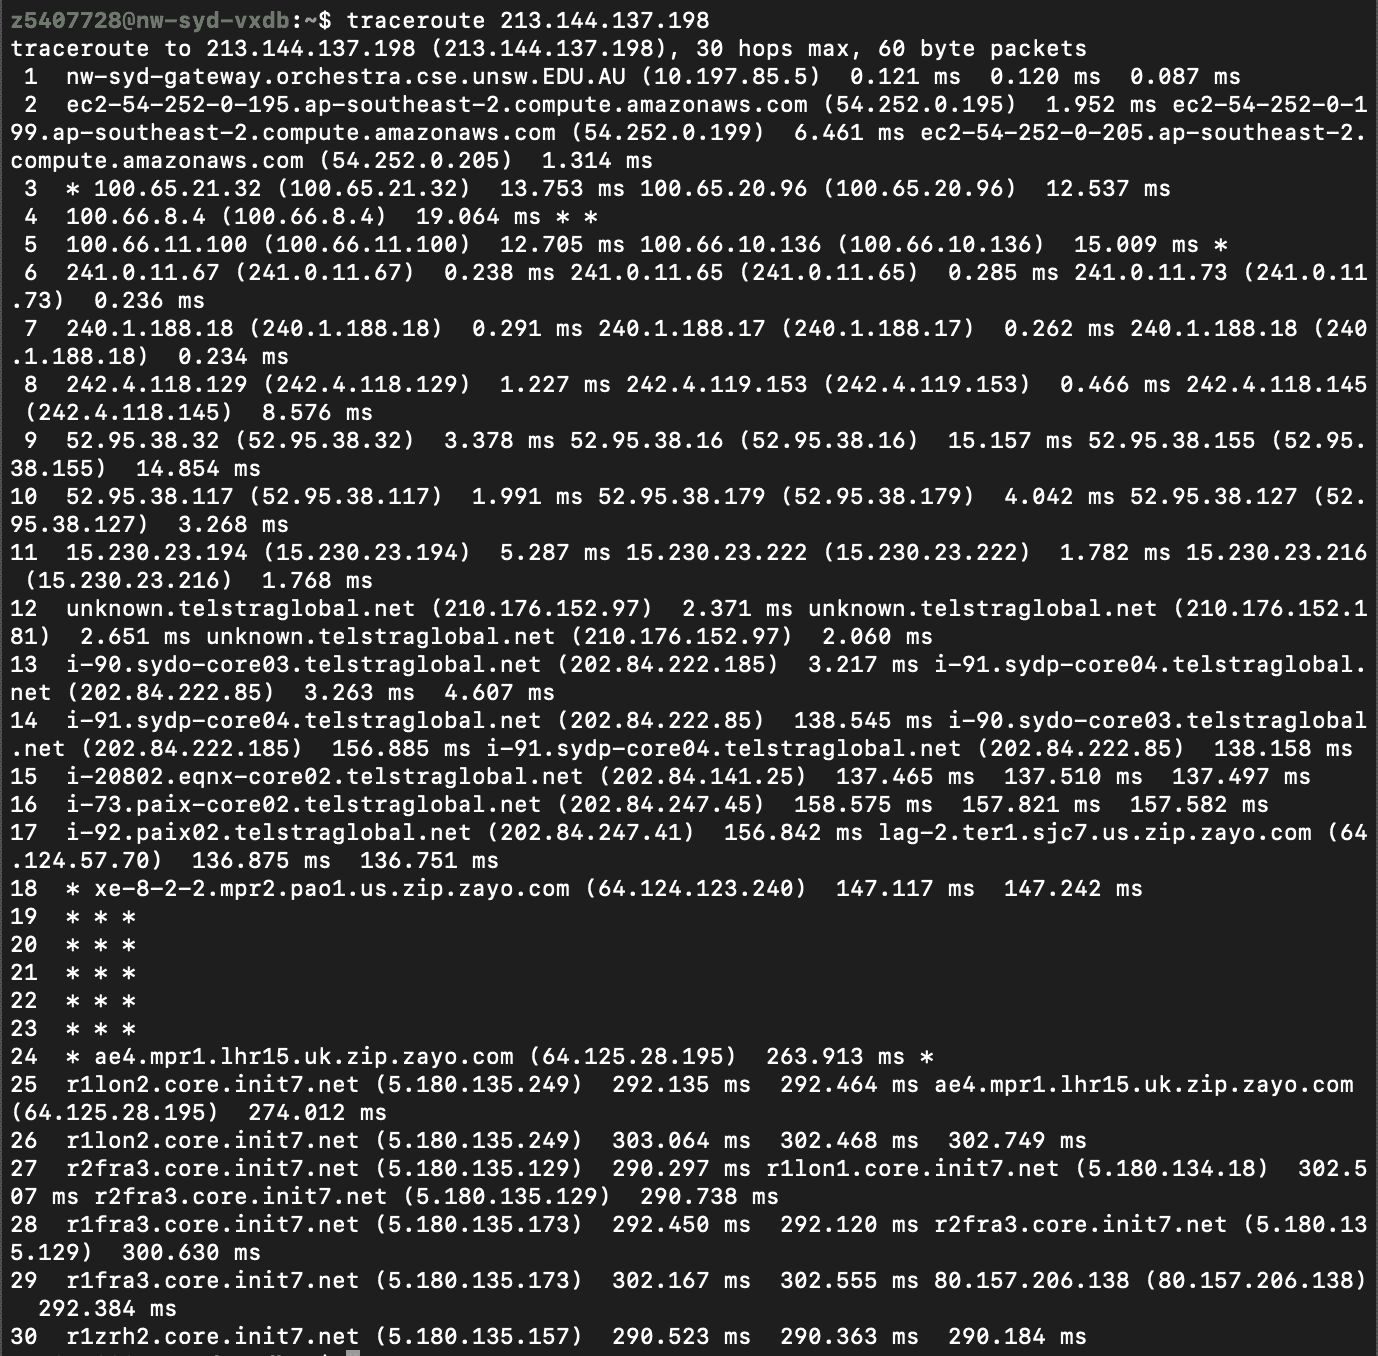 z5407728@nw-syd-vxdb:~$ traceroute 213.144.137.198
traceroute to 213.144.137.198 (213.144.137.198), 30 hops max, 60 byte packets
 1  nw-syd-gateway.orchestra.cse.unsw.EDU.AU (10.197.85.5)  0.121 ms  0.120 ms  0.087 ms
 2  ec2-54-252-0-195.ap-southeast-2.compute.amazonaws.com (54.252.0.195)  1.952 ms ec2-54-252-0-1
99.ap-southeast-2.compute.amazonaws.com (54.252.0.199)  6.461 ms ec2-54-252-0-205.ap-southeast-2.
compute.amazonaws.com (54.252.0.205)  1.314 ms
 3  * 100.65.21.32 (100.65.21.32)  13.753 ms 100.65.20.96 (100.65.20.96)  12.537 ms
 4  100.66.8.4 (100.66.8.4)  19.064 ms * *
 5  100.66.11.100 (100.66.11.100)  12.705 ms 100.66.10.136 (100.66.10.136)  15.009 ms *
 6  241.0.11.67 (241.0.11.67)  0.238 ms 241.0.11.65 (241.0.11.65)  0.285 ms 241.0.11.73 (241.0.11
.73)  0.236 ms
 7  240.1.188.18 (240.1.188.18)  0.291 ms 240.1.188.17 (240.1.188.17)  0.262 ms 240.1.188.18 (240
.1.188.18)  0.234 ms
 8  242.4.118.129 (242.4.118.129)  1.227 ms 242.4.119.153 (242.4.119.153)  0.466 ms 242.4.118.145
 (242.4.118.145)  8.576 ms
 9  52.95.38.32 (52.95.38.32)  3.378 ms 52.95.38.16 (52.95.38.16)  15.157 ms 52.95.38.155 (52.95.
38.155)  14.854 ms
10  52.95.38.117 (52.95.38.117)  1.991 ms 52.95.38.179 (52.95.38.179)  4.042 ms 52.95.38.127 (52.
95.38.127)  3.268 ms
11  15.230.23.194 (15.230.23.194)  5.287 ms 15.230.23.222 (15.230.23.222)  1.782 ms 15.230.23.216
 (15.230.23.216)  1.768 ms
12  unknown.telstraglobal.net (210.176.152.97)  2.371 ms unknown.telstraglobal.net (210.176.152.1
81)  2.651 ms unknown.telstraglobal.net (210.176.152.97)  2.060 ms
13  i-90.sydo-core03.telstraglobal.net (202.84.222.185)  3.217 ms i-91.sydp-core04.telstraglobal.
net (202.84.222.85)  3.263 ms  4.607 ms
14  i-91.sydp-core04.telstraglobal.net (202.84.222.85)  138.545 ms i-90.sydo-core03.telstraglobal
.net (202.84.222.185)  156.885 ms i-91.sydp-core04.telstraglobal.net (202.84.222.85)  138.158 ms
15  i-20802.eqnx-core02.telstraglobal.net (202.84.141.25)  137.465 ms  137.510 ms  137.497 ms
16  i-73.paix-core02.telstraglobal.net (202.84.247.45)  158.575 ms  157.821 ms  157.582 ms
17  i-92.paix02.telstraglobal.net (202.84.247.41)  156.842 ms lag-2.ter1.sjc7.us.zip.zayo.com (64
.124.57.70)  136.875 ms  136.751 ms
18  * xe-8-2-2.mpr2.pao1.us.zip.zayo.com (64.124.123.240)  147.117 ms  147.242 ms
19  * * *
20  * * *
21  * * *
22  * * *
23  * * *
24  * ae4.mpr1.lhr15.uk.zip.zayo.com (64.125.28.195)  263.913 ms *
25  r1lon2.core.init7.net (5.180.135.249)  292.135 ms  292.464 ms ae4.mpr1.lhr15.uk.zip.zayo.com
(64.125.28.195)  274.012 ms
26  r1lon2.core.init7.net (5.180.135.249)  303.064 ms  302.468 ms  302.749 ms
27  r2fra3.core.init7.net (5.180.135.129)  290.297 ms r1lon1.core.init7.net (5.180.134.18)  302.5
07 ms r2fra3.core.init7.net (5.180.135.129)  290.738 ms
28  r1fra3.core.init7.net (5.180.135.173)  292.450 ms  292.120 ms r2fra3.core.init7.net (5.180.13
5.129)  300.630 ms
29  r1fra3.core.init7.net (5.180.135.173)  302.167 ms  302.555 ms 80.157.206.138 (80.157.206.138)
  292.384 ms
30  r1zrh2.core.init7.net (5.180.135.157)  290.523 ms  290.363 ms  290.184 ms